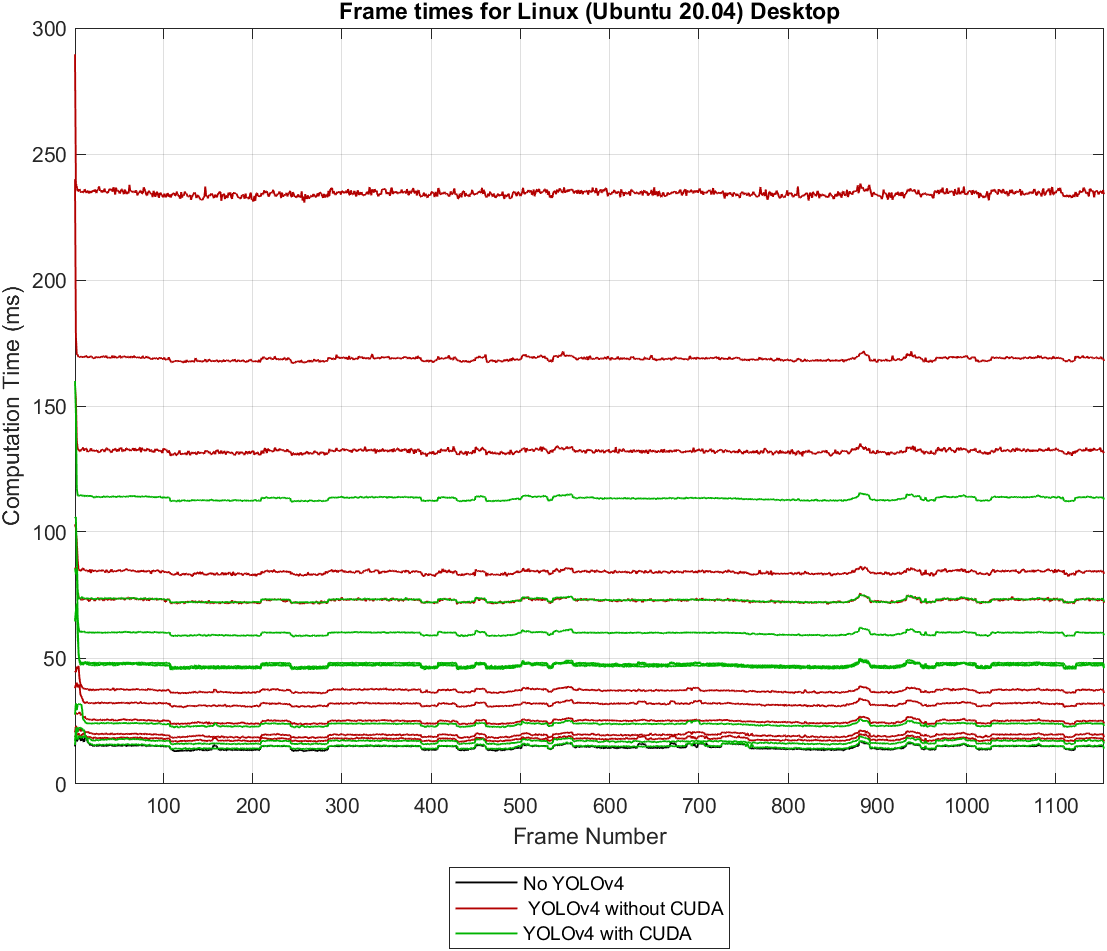 Frame times for Linux (Ubuntu 20.04) Desktop
300
250
200
150
100
50
0
Computation Time (ms)
100 200 300 400 500 600 700 800 900 1000 1100
Frame Number
No YOLOv4
YOLOv4 without CUDA
YOLOv4 with CUDA